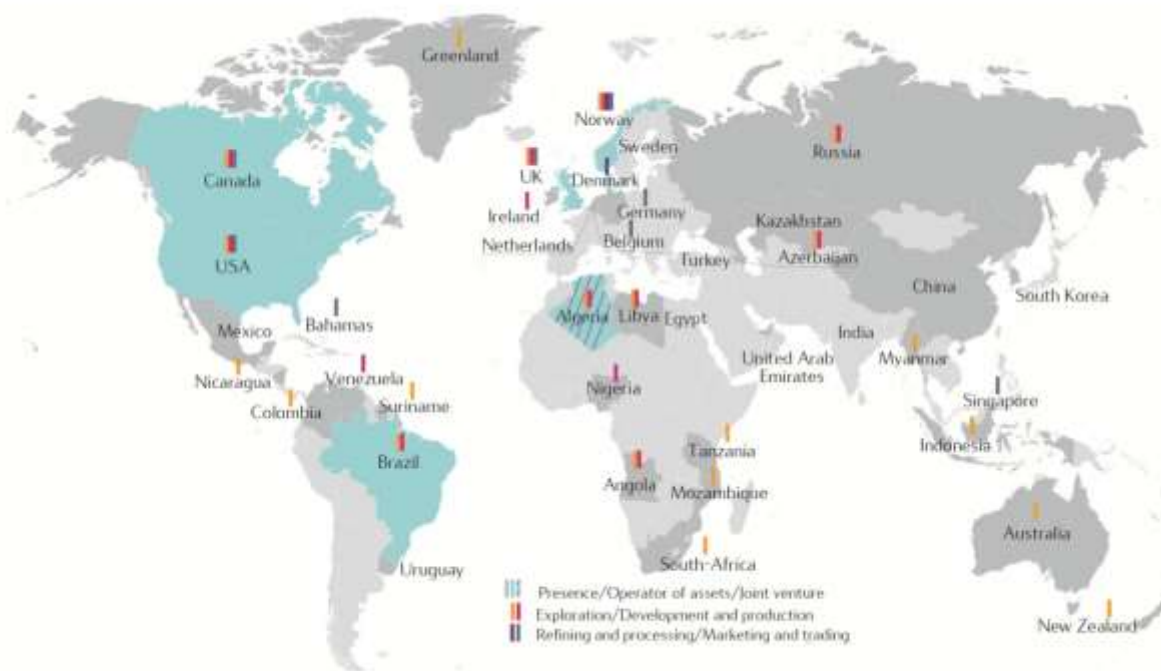 Greenland
Norway
Sweden
Russia
Canada
UK
Denmark
Ireland
Germany
Kazakhstan
Netherlands
Belgium
USA
Turkey
Azerbaijan
China
South Korea
Bahamas
Algeria
Libya
Egypt
Mexico
India
Myanmar
United Arab
Emirates
Nicaragua
Venezuela
Nigeria
Colombia
Suriname
Singapore
Brazil
Tanzania
Indonesia
Angola
Mozambique
Australia
South-Africa
Uruguay
New Zealand
Presence/Operator of assets/Joint venture
Exploration/Development and production
Refining and processing/Marketing and trading